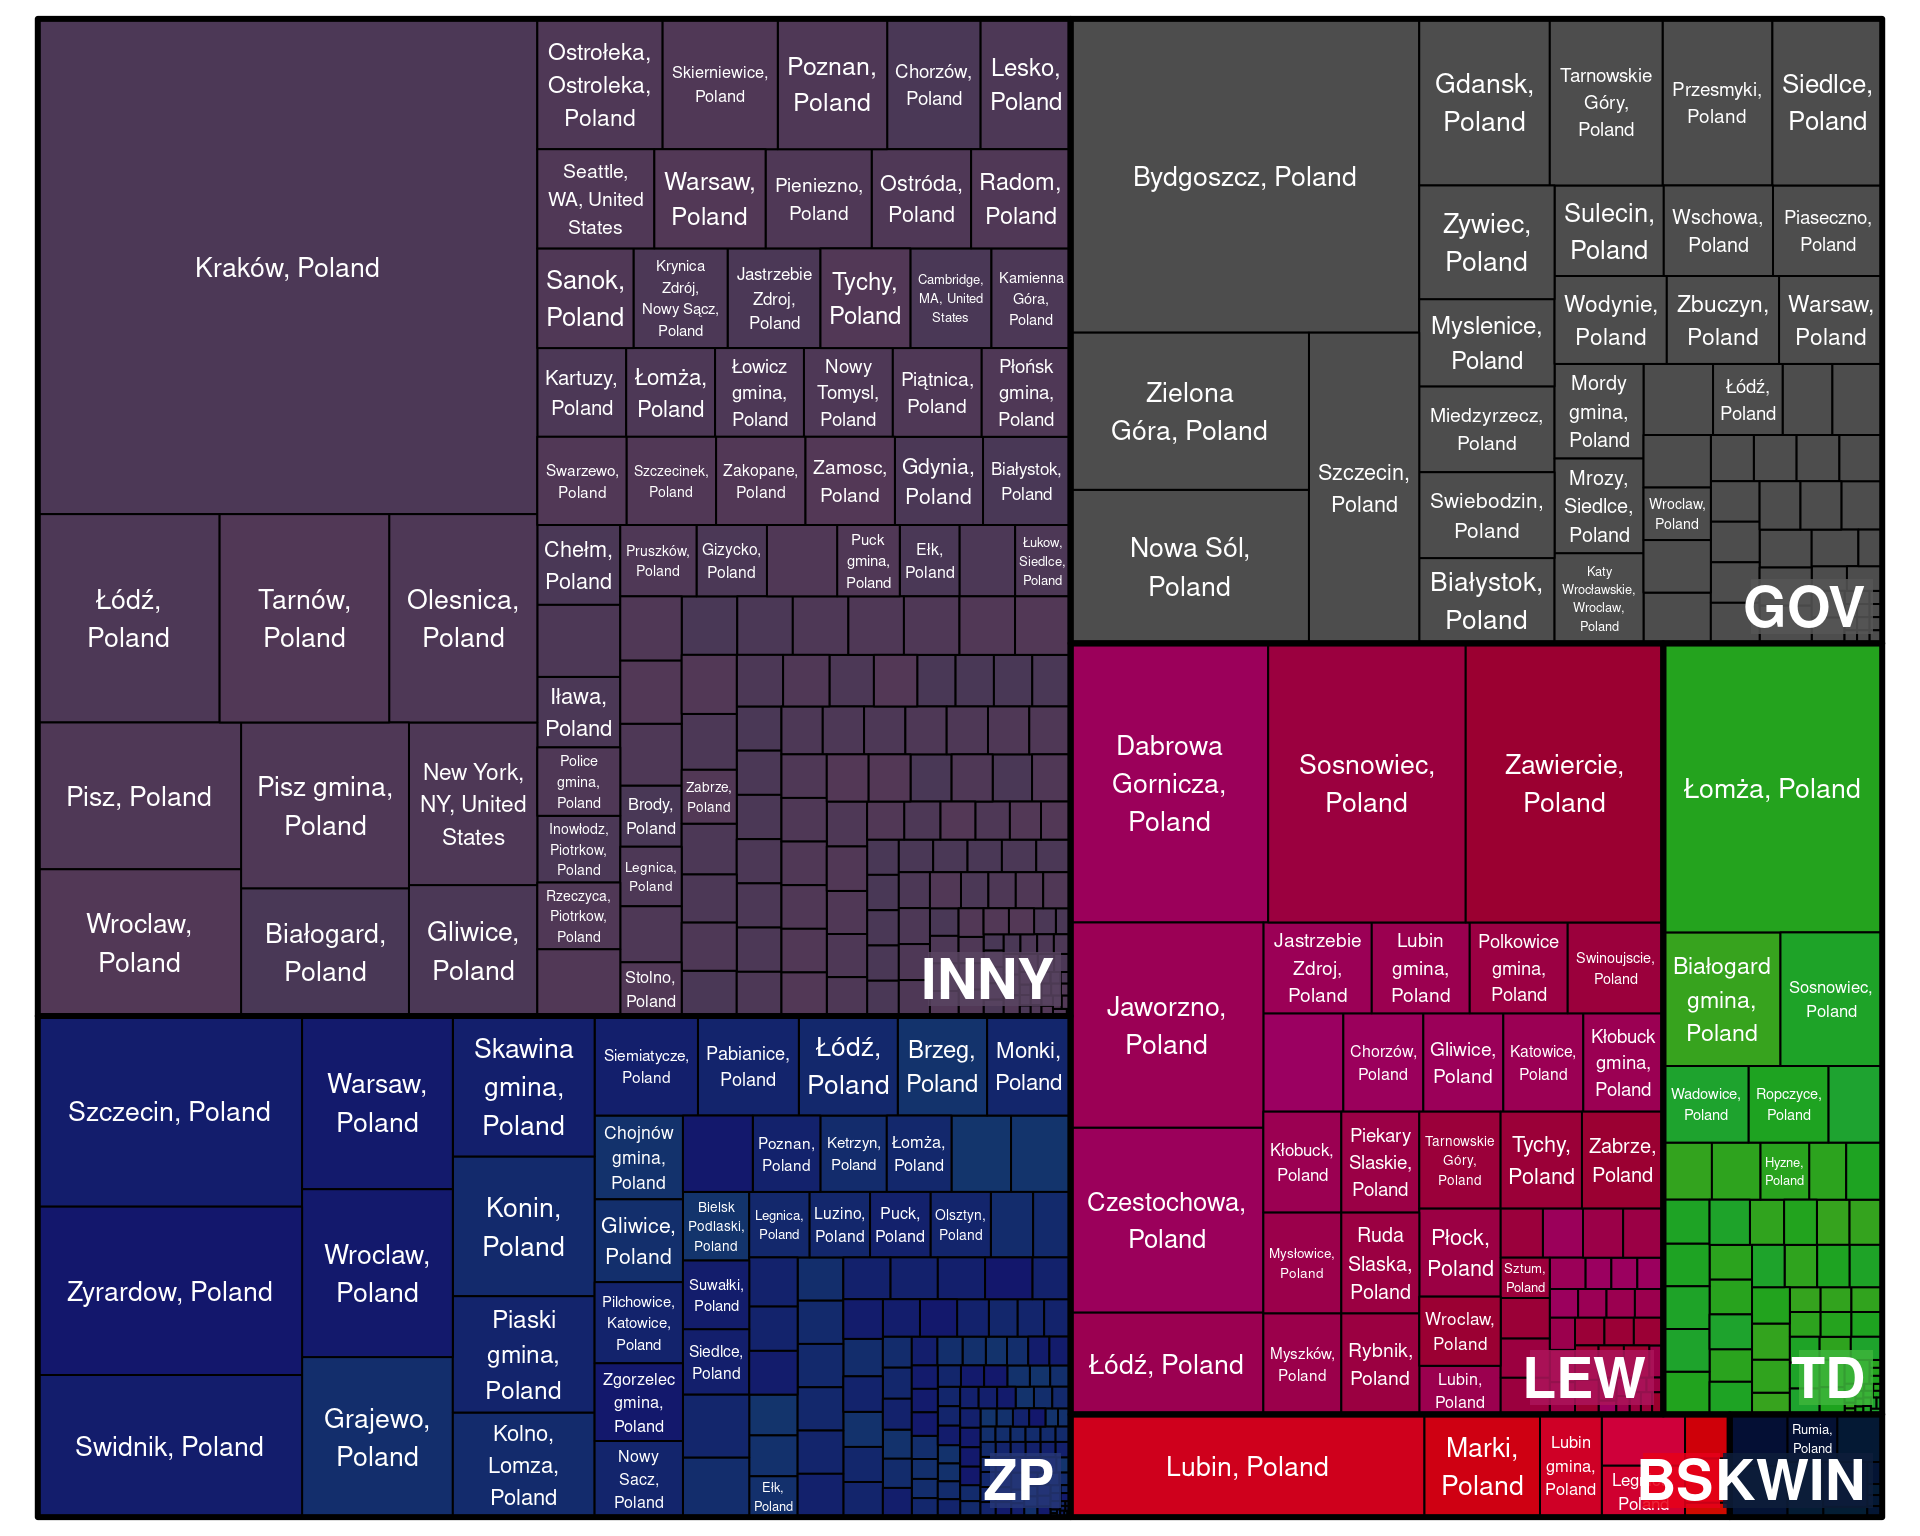 Kraków, Poland
Ostrołeka,
Ostroleka,
Poland
Skierniewice,
Poland
Poznan,
Poland
Chorzów,
Poland
Lesko,
Poland
Seattle,
WA, United
States
Warsaw,
Poland
Pieniezno,
Poland
Ostróda,
Poland
Radom,
Poland
Sanok,
Poland
Krynica
Zdrój,
Nowy Sącz,
Poland
Jastrzebie
Zdroj,
Poland
Tychy,
Poland
Cambridge,
MA, United
States
Kamienna
Góra,
Poland
Kartuzy,
Poland
Łomża,
Poland
Łowicz
gmina,
Poland
Nowy
Tomysl,
Poland
Piątnica,
Poland
Płońsk
gmina,
Poland
Swarzewo,
Poland
Szczecinek,
Poland
Zakopane,
Poland
Zamosc,
Poland
Gdynia,
Poland
Białystok,
Poland
Łódź,
Poland
Tarnów,
Poland
Olesnica,
Poland
Chełm,
Poland
Pruszków,
Poland
Gizycko,
Poland
Puck
gmina,
Poland
Ełk,
Poland
Łukow,
Siedlce,
Poland
Iława,
Poland
Pisz, Poland
Pisz gmina,
Poland
New York,
NY, United
States
Police
gmina,
Poland
Brody,
Poland
Zabrze,
Poland
Inowłodz,
Piotrkow,
Poland
Legnica,
Poland
Wroclaw,
Poland
Białogard,
Poland
Gliwice,
Poland
Rzeczyca,
Piotrkow,
Poland
Stolno,
Poland
INNY
Bydgoszcz, Poland
Gdansk,
Poland
Tarnowskie
Góry,
Poland
Przesmyki,
Poland
Siedlce,
Poland
Zywiec,
Poland
Sulecin,
Poland
Wschowa,
Poland
Piaseczno,
Poland
Myslenice,
Poland
Wodynie,
Poland
Zbuczyn,
Poland
Warsaw,
Poland
Zielona
Góra, Poland
Szczecin,
Poland
Miedzyrzecz,
Poland
Mordy
gmina,
Poland
Łódź,
Poland
Swiebodzin,
Poland
Mrozy,
Siedlce,
Poland
Wroclaw,
Poland
Nowa Sól,
Poland
Białystok,
Poland
Katy
Wrocławskie,
Wroclaw,
Poland
GOV
Dabrowa
Gornicza,
Poland
Sosnowiec,
Poland
Zawiercie,
Poland
Jaworzno,
Poland
Jastrzebie
Zdroj,
Poland
Lubin
gmina,
Poland
Polkowice
gmina,
Poland
Swinoujscie,
Poland
Chorzów,
Poland
Gliwice,
Poland
Katowice,
Poland
Kłobuck
gmina,
Poland
Czestochowa,
Poland
Kłobuck,
Poland
Piekary
Slaskie,
Poland
Tarnowskie
Góry,
Poland
Tychy,
Poland
Zabrze,
Poland
Mysłowice,
Poland
Ruda
Slaska,
Poland
Płock,
Poland
Sztum,
Poland
Wroclaw,
Poland
Łódź, Poland
Myszków,
Poland
Rybnik,
Poland
Lubin,
Poland
LEW
Łomża, Poland
Białogard
gmina,
Poland
Sosnowiec,
Poland
Wadowice,
Poland
Ropczyce,
Poland
Hyzne,
Poland
TD
Szczecin, Poland
Warsaw,
Poland
Skawina
gmina,
Poland
Siemiatycze,
Poland
Pabianice,
Poland
Łódź,
Poland
Brzeg,
Poland
Monki,
Poland
Chojnów
gmina,
Poland
Poznan,
Poland
Ketrzyn,
Poland
Łomża,
Poland
Zyrardow, Poland
Wroclaw,
Poland
Konin,
Poland
Gliwice,
Poland
Bielsk
Podlaski,
Poland
Legnica,
Poland
Luzino,
Poland
Puck,
Poland
Olsztyn,
Poland
Suwałki,
Poland
Piaski
gmina,
Poland
Pilchowice,
Katowice,
Poland
Siedlce,
Poland
Swidnik, Poland
Grajewo,
Poland
Kolno,
Lomza,
Poland
Zgorzelec
gmina,
Poland
Nowy
Sacz,
Poland
Ełk,
Poland
ZP
Lubin, Poland
Marki,
Poland
Lubin
gmina,
Poland
Rumia,
Poland
BSKWIN